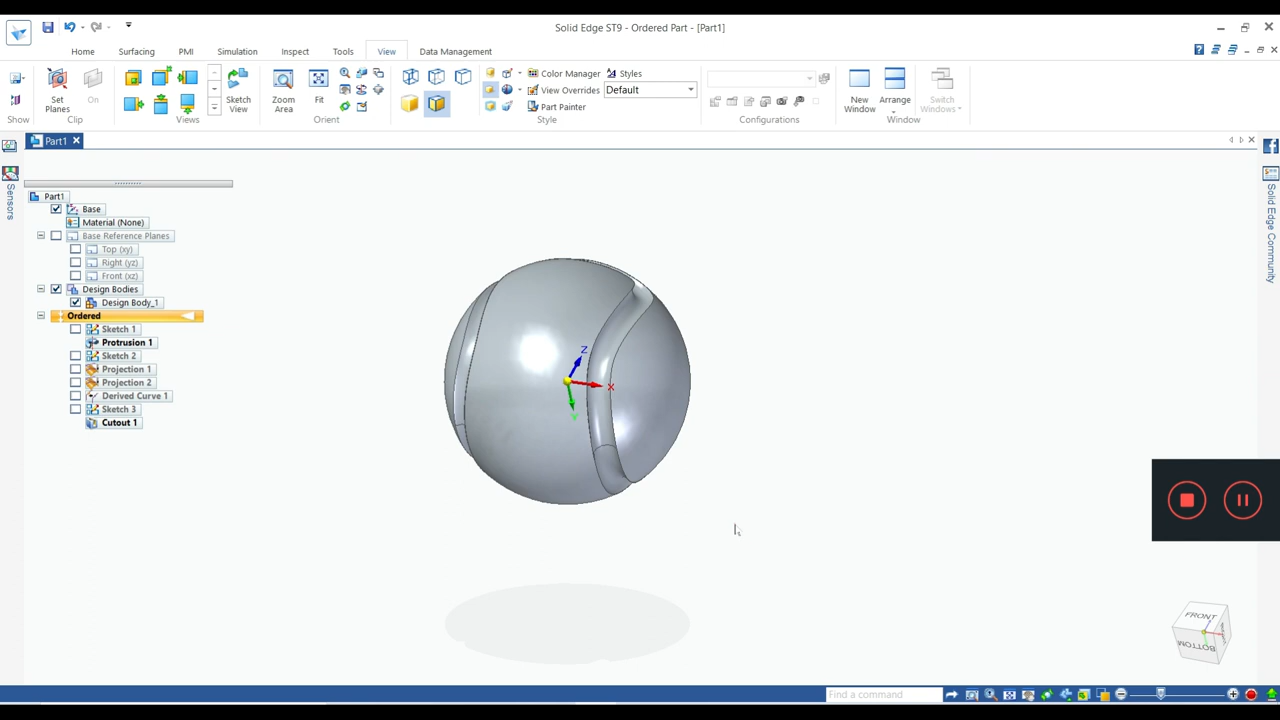 Solid Edge ST9 - Ordered Part - [Part1]
Home Surfacing PMI Simulation Inspect Tools View Data Management
Set Planes
On
Sketch View
Zoom Area
Fit
Color Manager
Styles
View Overrides
Default
Part Painter
New Window
Arrange
Switch Windows
Show Clip Views Orient Style Configurations Window
Part1
Sensors
Solid Edge Community
Part1
Base
Material (None)
Base Reference Planes
Top (xy)
Right (yz)
Front (xz)
Design Bodies
Design Body_1
Ordered
Sketch 1
Protrusion 1
Sketch 2
Projection 1
Projection 2
Derived Curve 1
Sketch 3
Cutout 1
Z
X
Y
FRONT
BOTTOM
Find a command